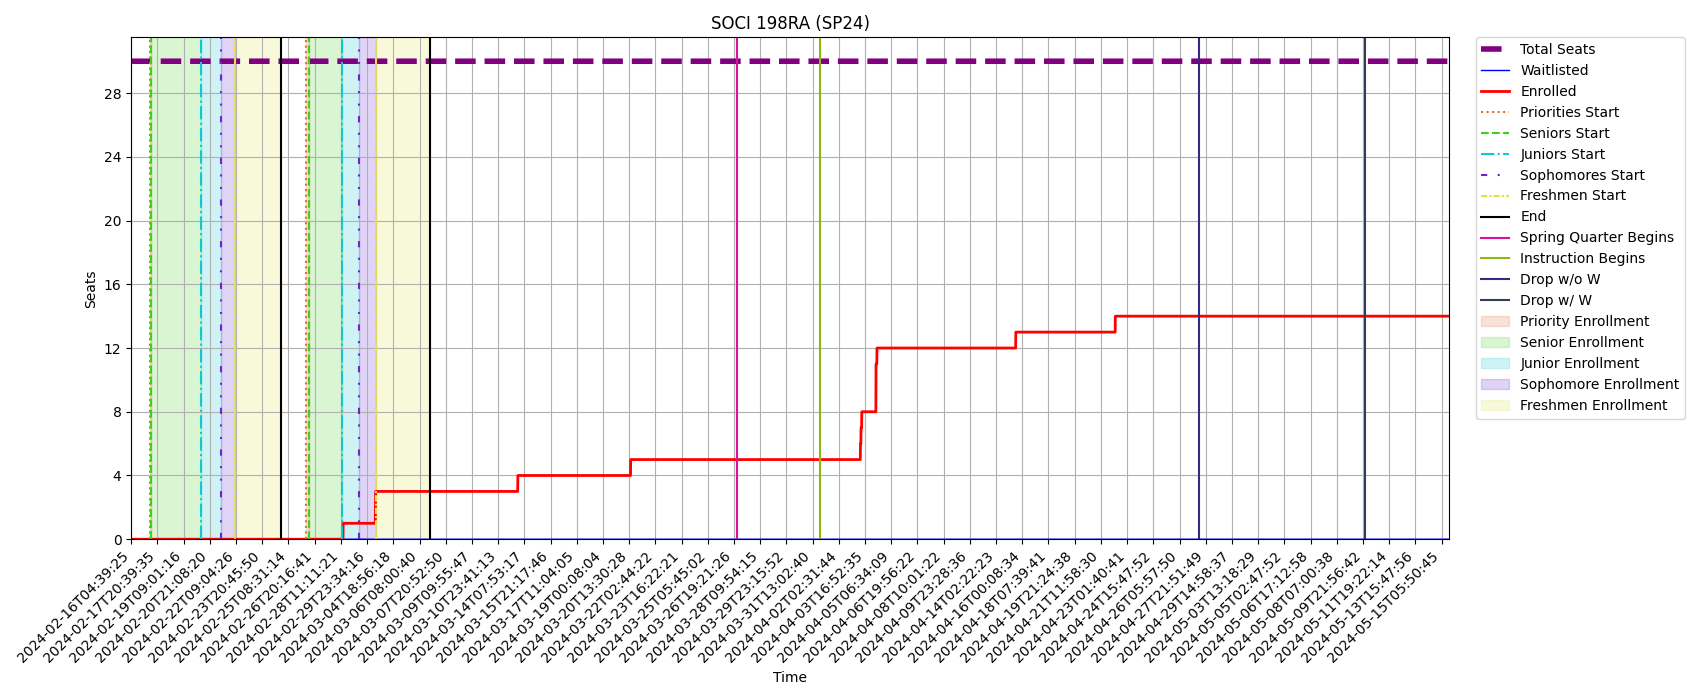 SOCI 198RA (SP24)
Seats
28
24
20
16
12
8
4
0
2024-02-16T04:39:25
2024-02-17T20:39:35
2024-02-19T09:01:16
2024-02-20T21:08:20
2024-02-22T09:04:26
2024-02-23T20:45:50
2024-02-25T08:31:14
2024-02-26T20:16:41
2024-02-28T11:11:21
2024-02-29T23:34:16
2024-03-04T18:56:18
2024-03-06T08:00:40
2024-03-07T20:52:50
2024-03-09T09:55:47
2024-03-10T23:41:13
2024-03-14T07:53:17
2024-03-15T21:17:46
2024-03-17T11:04:05
2024-03-19T00:08:04
2024-03-20T13:30:28
2024-03-22T02:44:22
2024-03-23T16:22:21
2024-03-25T05:45:02
2024-03-26T19:21:26
2024-03-28T09:54:15
2024-03-29T23:15:52
2024-03-31T13:02:40
2024-04-02T02:31:44
2024-04-03T16:52:35
2024-04-05T06:34:09
2024-04-06T19:56:22
2024-04-08T10:01:22
2024-04-09T23:28:36
2024-04-14T02:22:23
2024-04-16T00:08:34
2024-04-18T07:39:41
2024-04-19T21:24:38
2024-04-21T11:58:30
2024-04-23T01:40:41
2024-04-24T15:47:52
2024-04-26T05:57:50
2024-04-27T21:51:49
2024-04-29T14:58:37
2024-05-03T13:18:29
2024-05-05T02:47:52
2024-05-06T17:12:58
2024-05-08T07:00:38
2024-05-09T21:56:42
2024-05-11T19:22:14
2024-05-13T15:47:56
2024-05-15T05:50:45
Time
Total Seats
Waitlisted
Enrolled
Priorities Start
Seniors Start
Juniors Start
Sophomores Start
Freshmen Start
End
Spring Quarter Begins
Instruction Begins
Drop w/o W
Drop w/ W
Priority Enrollment
Senior Enrollment
Junior Enrollment
Sophomore Enrollment
Freshmen Enrollment